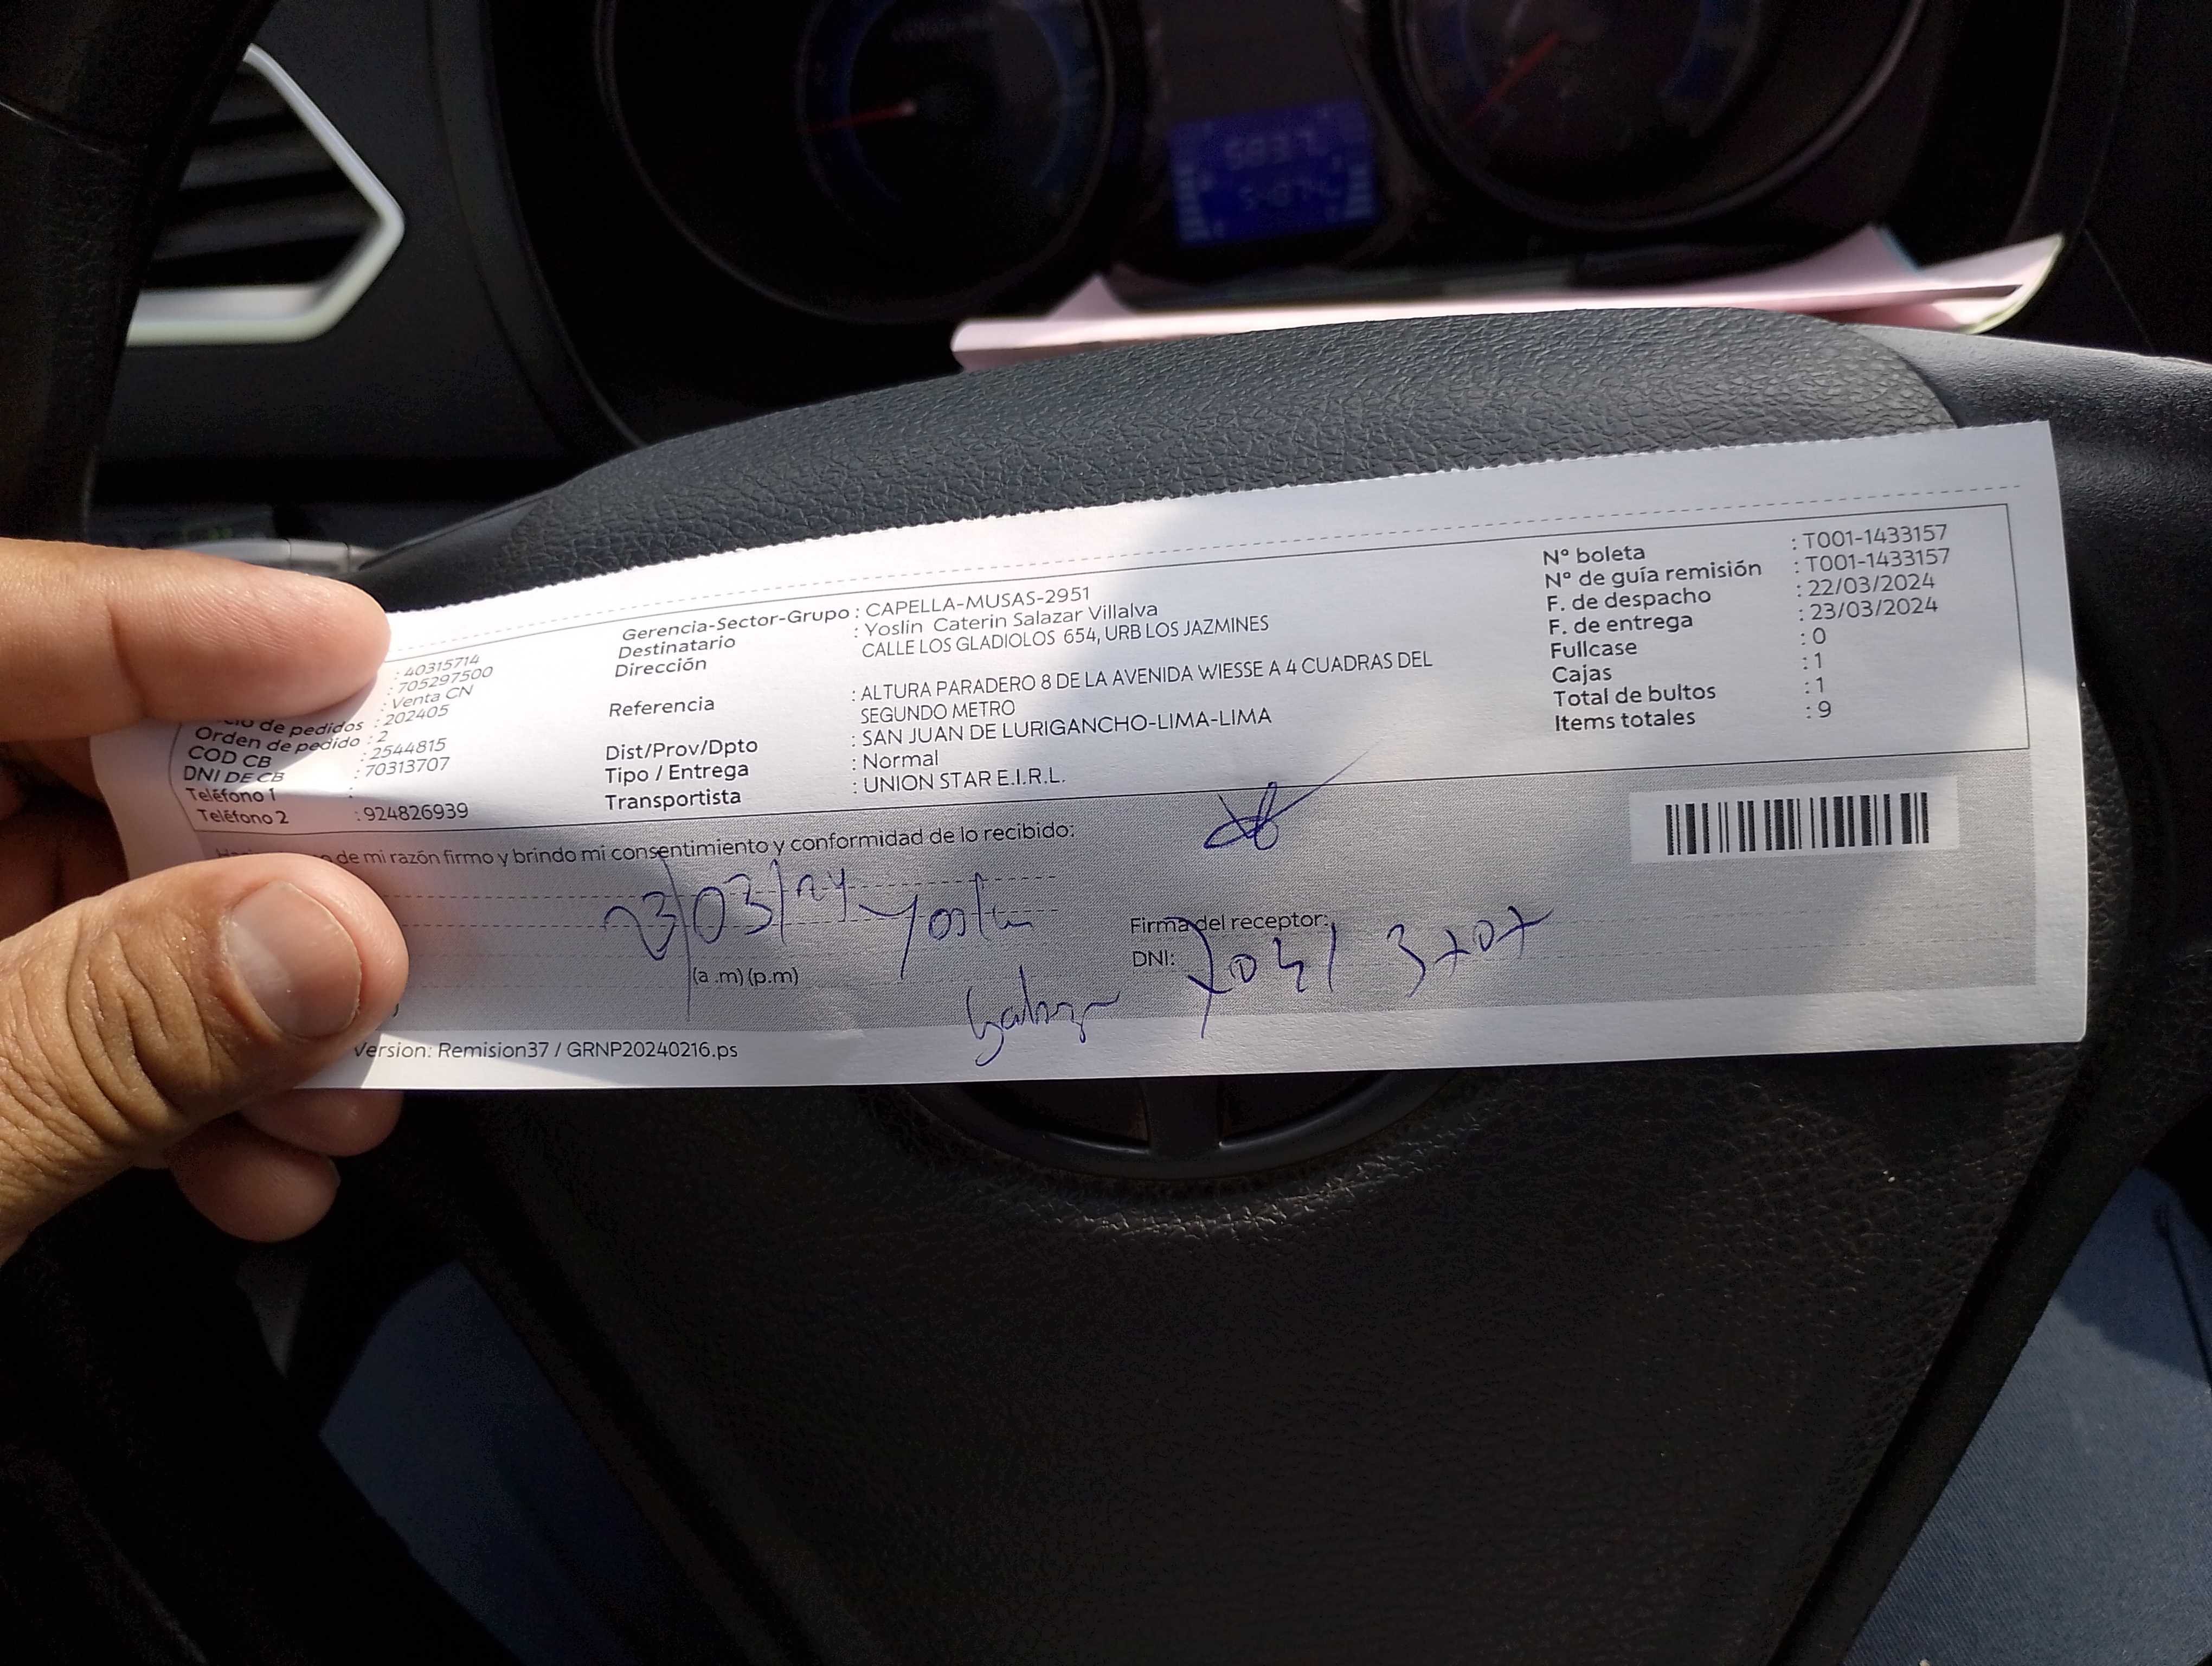 : 40315714
: 705297500
: Venta CN
de pedidos : 202405
Orden de pedido : 2
COD CB : 2544815
DNI DE CB : 70313707
Teléfono 1 :
Teléfono 2 : 924826939
Gerencia-Sector-Grupo : CAPELLA-MUSAS-2951
Destinatario : Yoslin Caterin Salazar Villalva
Dirección CALLE LOS GLADIOLOS 654, URB LOS JAZMINES
Referencia : ALTURA PARADERO 8 DE LA AVENIDA WIESSE A 4 CUADRAS DEL
SEGUNDO METRO
Dist/Prov/Dpto : SAN JUAN DE LURIGANCHO-LIMA-LIMA
Tipo / Entrega : Normal
Transportista : UNION STAR E.I.R.L.
Nº boleta : T001-1433157
Nº de guía remisión : T001-1433157
F. de despacho : 22/03/2024
F. de entrega : 23/03/2024
Fullcase : 0
Cajas : 1
Total de bultos : 1
Items totales : 9
de mi razón firmo y brindo mi consentimiento y conformidad de lo recibido:
23/03/24 Yoslin
Firma del receptor:
(a .m) (p.m)
DNI:
Salazar
Version: Remision37 / GRNP20240216.ps